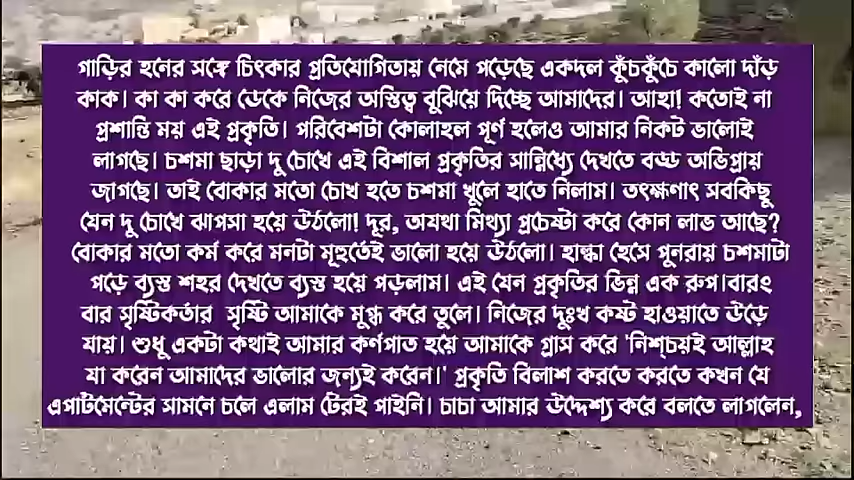 গাড়ির হনের সঙ্গে চিৎকার প্রতিযোগিতায় নেমে পড়েছে একদল কুঁচকুঁচে কালো দাঁড়
কাক। কা কা করে ডেকে নিজের অস্তিত্ব বুঝিয়ে দিচ্ছে আমাদের। আহা! কতোই না
প্রশান্তি ময় এই প্রকৃতি। পরিবেশটা কোলাহল পূর্ণ হলেও আমার নিকট ভালোই
লাগছে। চশমা ছাড়া দু চোখে এই বিশাল প্রকৃতির সান্নিধ্যে দেখতে বড্ড অভিপ্রায়
জাগছে। তাই বোকার মতো চোখ হতে চশমা খুলে হাতে নিলাম। তৎক্ষণাৎ সবকিছু
যেন দু চোখে ঝাপসা হয়ে উঠলো! দূর, অযথা মিথ্যা প্রচেষ্টা করে কোন লাভ আছে?
বোকার মতো কর্ম করে মনটা মূহুর্তেই ভালো হয়ে উঠলো। হাল্কা হেসে পুনরায় চশমাটা
পড়ে ব্যস্ত শহর দেখতে ব্যস্ত হয়ে পড়লাম। এই যেন প্রকৃতির ভিন্ন এক রুপ।বারং
বার সৃষ্টিকর্তার সৃষ্টি আমাকে মুগ্ধ করে তুলে। নিজের দুঃখ কষ্ট হাওয়াতে উড়ে
যায়। শুধু একটা কথাই আমার কর্ণপাত হয়ে আমাকে গ্রাস করে 'নিশ্চয়ই আল্লাহ
যা করেন আমাদের ভালোর জন্যই করেন।' প্রকৃতি বিলাশ করতে করতে কখন যে
এপার্টমেন্টের সামনে চলে এলাম টেরই পাইনি। চাচা আমার উদ্দেশ্য করে বলতে লাগলেন,